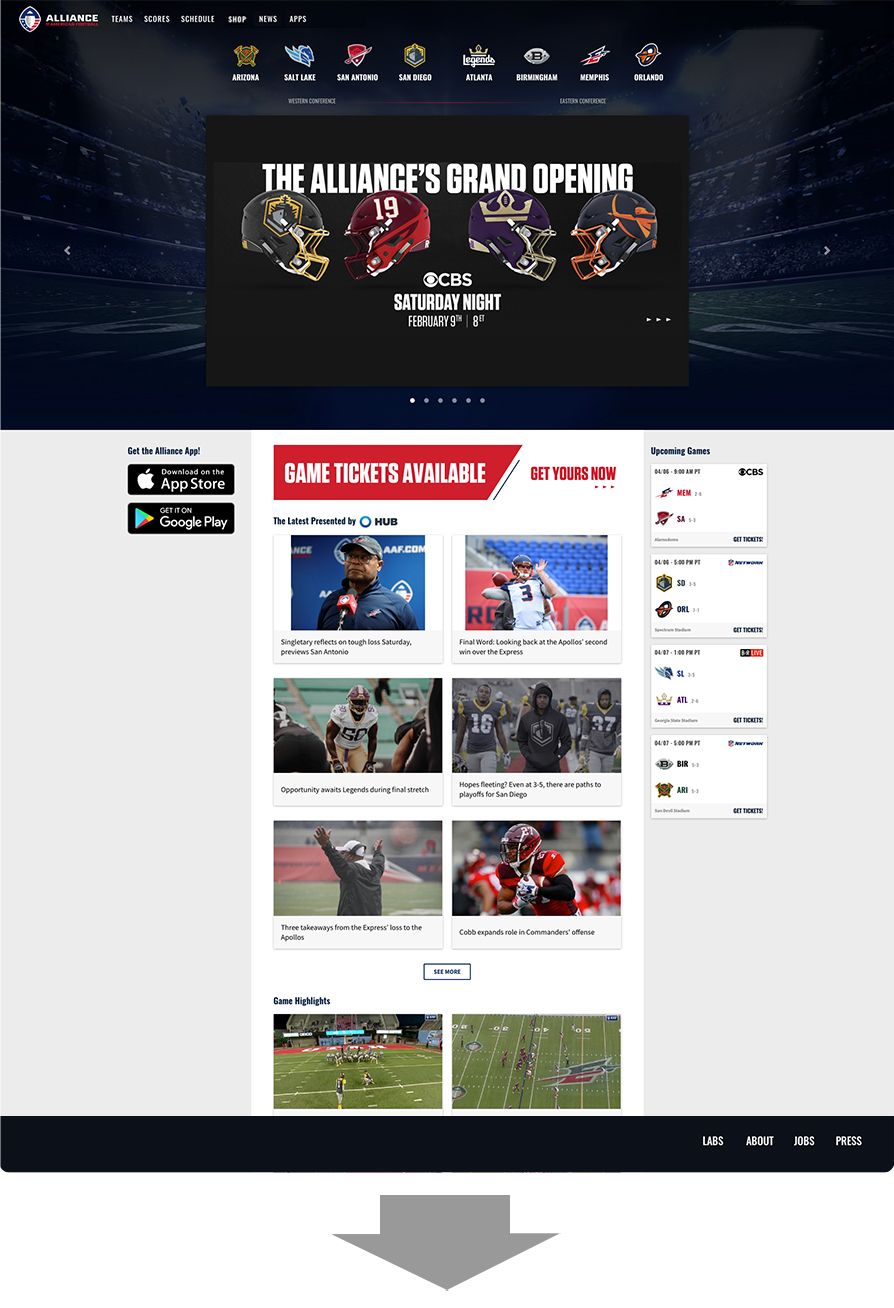 ALLIANCE
OF AMERICAN FOOTBALL
TEAMS SCORES SCHEDULE SHOP NEWS APPS
ARIZONA SALT LAKE SAN ANTONIO SAN DIEGO ATLANTA BIRMINGHAM MEMPHIS ORLANDO
Legends
WESTERN CONFERENCE EASTERN CONFERENCE
THE ALLIANCE'S GRAND OPENING
19
CBS
SATURDAY NIGHT
FEBRUARY 9TH | 8ET
Get the Alliance App!
Download on the
App Store
GET IT ON
Google Play
GAME TICKETS AVAILABLE
GET YOURS NOW
The Latest Presented by HUB
AAF.COM
3
Singletary reflects on tough loss Saturday,
previews San Antonio
Final Word: Looking back at the Apollos' second
win over the Express
50
16
37
Opportunity awaits Legends during final stretch
Hopes fleeting? Even at 3-5, there are paths to
playoffs for San Diego
Three takeaways from the Express' loss to the
Apollos
Cobb expands role in Commanders' offense
SEE MORE
Game Highlights
Upcoming Games
04/06 - 9:00 AM PT CBS
MEM 2-6
SA 5-3
Alamodome GET TICKETS!
04/06 - 5:00 PM PT NETWORK
SD 3-5
ORL
Spectrum Stadium GET TICKETS!
04/07 - 1:00 PM PT B/R LIVE
SL 3-5
ATL 2-6
Georgia State Stadium GET TICKETS!
04/07 - 5:00 PM PT NETWORK
BIR 5-3
ARI 5-3
Sun Devil Stadium GET TICKETS!
LABS ABOUT JOBS PRESS